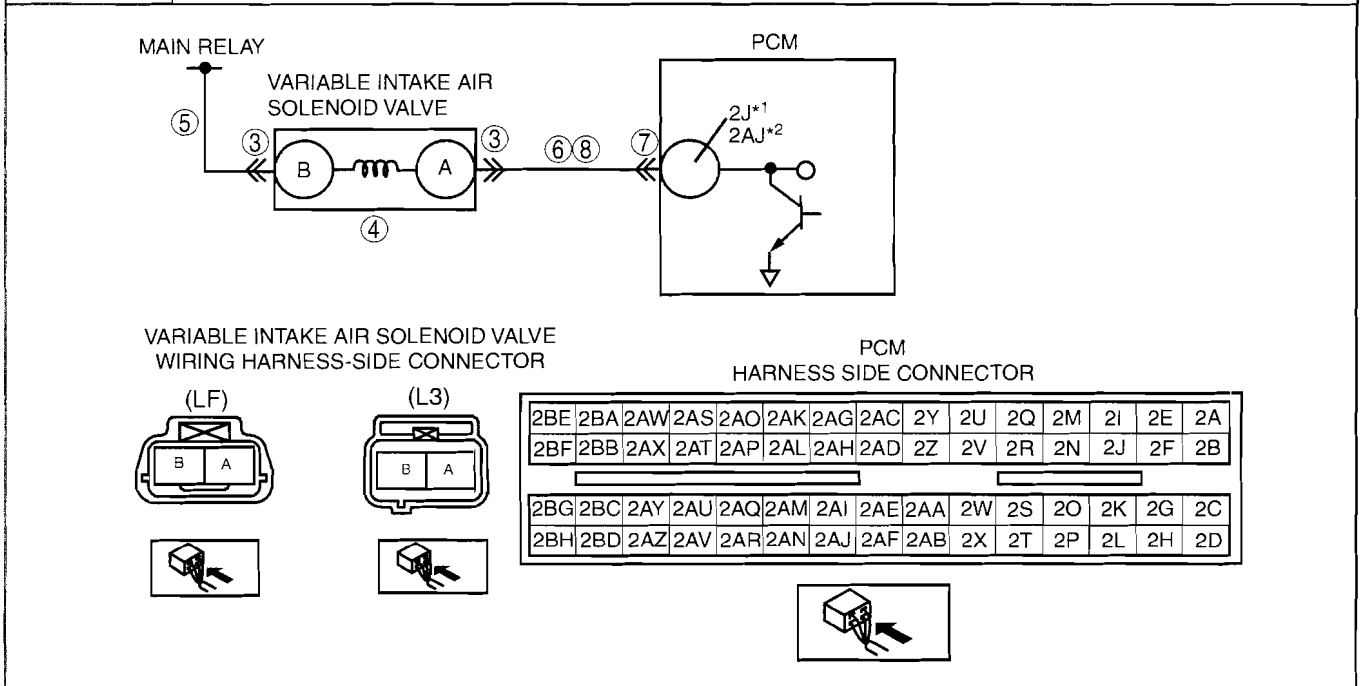 MAIN RELAY
PCM
VARIABLE INTAKE AIR
SOLENOID VALVE
2J*1
2AJ*2
⑤
③
③
⑥⑧
⑦
B
A
④
VARIABLE INTAKE AIR SOLENOID VALVE
WIRING HARNESS-SIDE CONNECTOR
(LF)
(L3)
B A
B A
PCM
HARNESS SIDE CONNECTOR
2BE 2BA 2AW 2AS 2AO 2AK 2AG 2AC 2Y 2U 2Q 2M 2I 2E 2A
2BF 2BB 2AX 2AT 2AP 2AL 2AH 2AD 2Z 2V 2R 2N 2J 2F 2B
2BG 2BC 2AY 2AU 2AQ 2AM 2AI 2AE 2AA 2W 2S 2O 2K 2G 2C
2BH 2BD 2AZ 2AV 2AR 2AN 2AJ 2AF 2AB 2X 2T 2P 2L 2H 2D